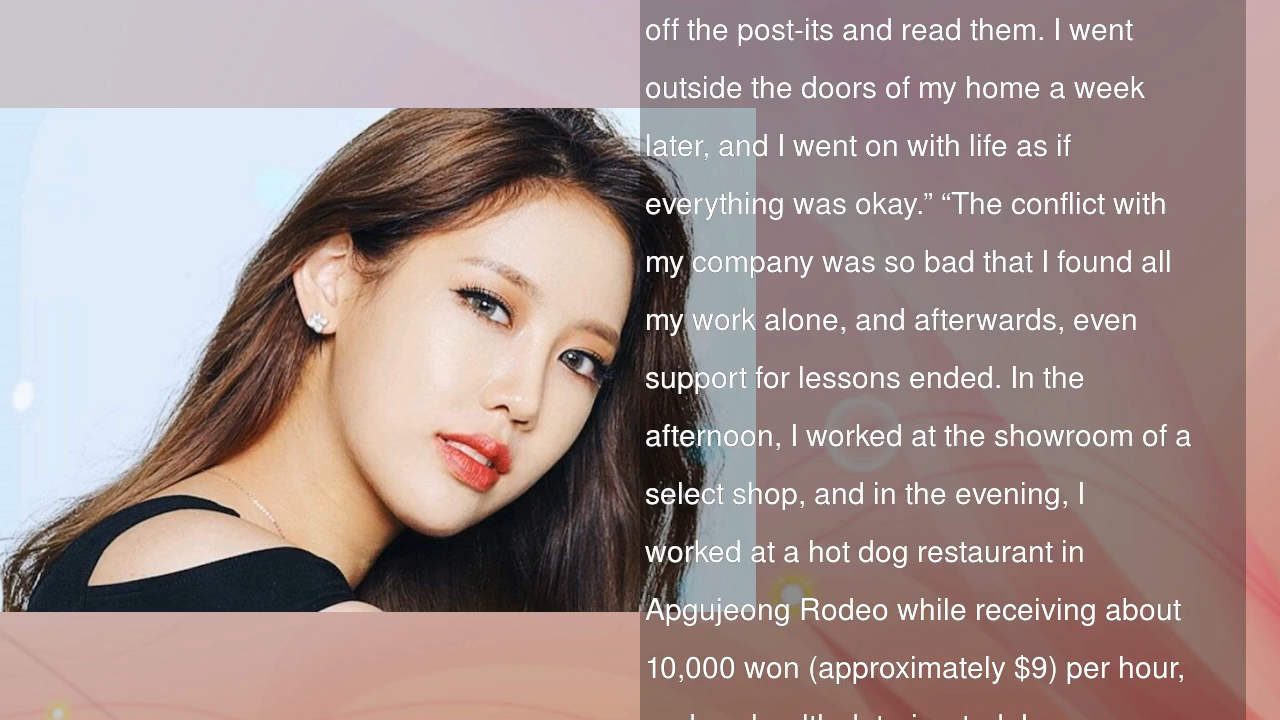 off the post-its and read them. I went
outside the doors of my home a week
later, and I went on with life as if
everything was okay.” “The conflict with
my company was so bad that I found all
my work alone, and afterwards, even
support for lessons ended. In the
afternoon, I worked at the showroom of a
select shop, and in the evening, I
worked at a hot dog restaurant in
Apgujeong Rodeo while receiving about
10,000 won (approximately $9) per hour,